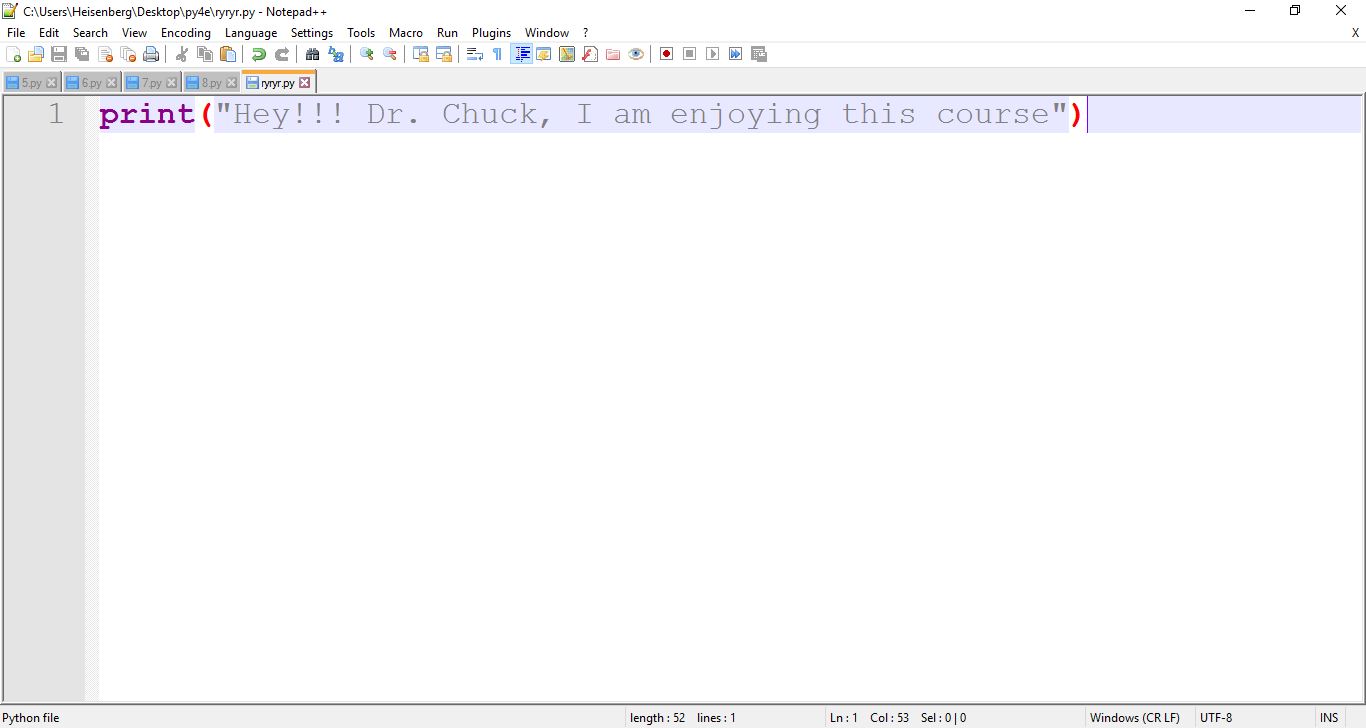 C:\Users\Heisenberg\Desktop\py4e\ryryr.py - Notepad++
File Edit Search View Encoding Language Settings Tools Macro Run Plugins Window ? X
5.py 6.py 7.py 8.py ryryr.py
1 print("Hey!!! Dr. Chuck, I am enjoying this course")
Python file length : 52 lines : 1 Ln : 1 Col : 53 Sel : 0 | 0 Windows (CR LF) UTF-8 INS